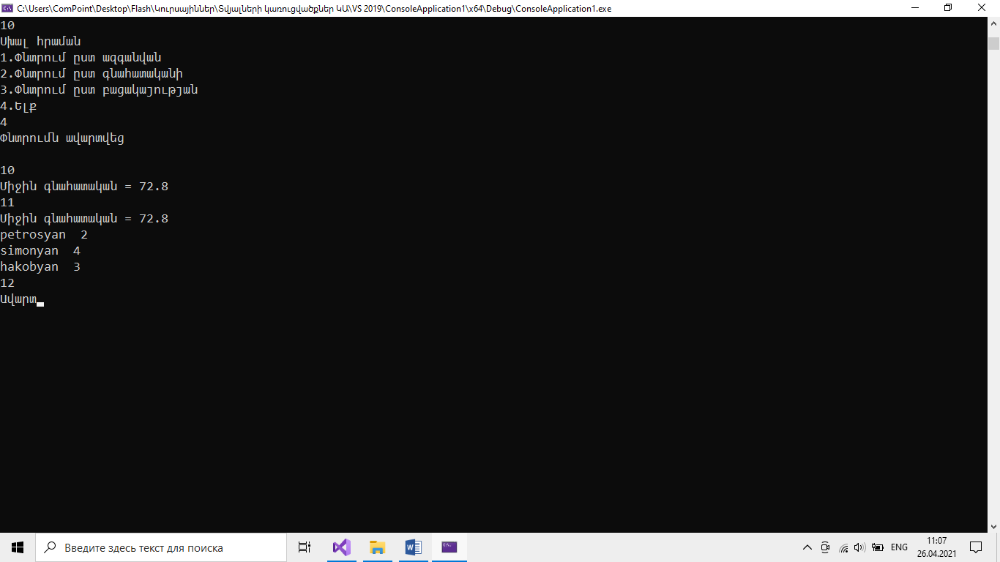 C:\Users\ComPoint\Desktop\Flash\Կուրսայիններ\Տվյալների կառուցվածքներ ԿԱ\VS 2019\ConsoleApplication1\x64\Debug\ConsoleApplication1.exe
10
Սխալ հրաման
1.Փնտրում ըստ ազգանվան
2.Փնտրում ըստ գնահատականի
3.Փնտրում ըստ բացակայության
4.Ելք
4
Փնտրումն ավարտվեց
10
Միջին գնահատական = 72.8
11
Միջին գնահատական = 72.8
petrosyan  2
simonyan  4
hakobyan  3
12
Ավարտ
Введите здесь текст для поиска
ENG
11:07
26.04.2021